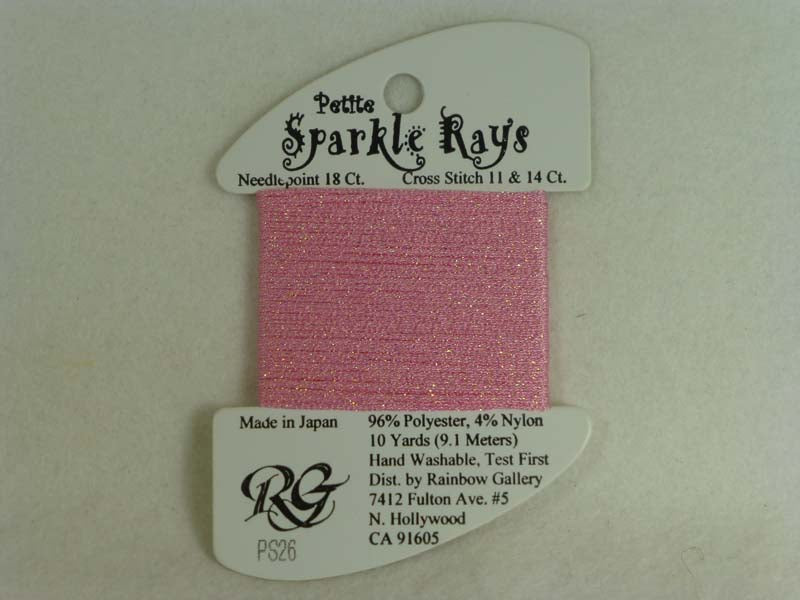 Petite
Sparkle Rays
Needlepoint 18 Ct. Cross Stitch 11 & 14 Ct.
Made in Japan
RG
PS26
96% Polyester, 4% Nylon
10 Yards (9.1 Meters)
Hand Washable, Test First
Dist. by Rainbow Gallery
7412 Fulton Ave. #5
N. Hollywood
CA 91605